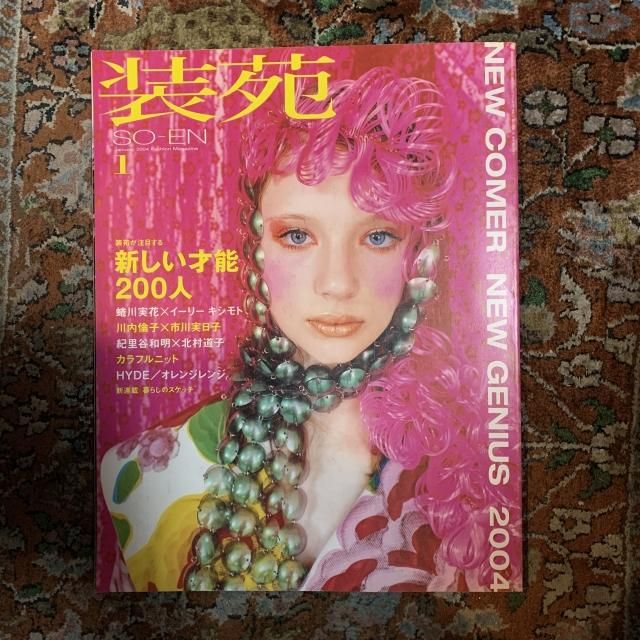 装苑
SO-EN
January 2004 Fashion Magazine
1
装苑が注目する
新しい才能
200人
蜷川実花×イーリー キシモト
川内倫子×市川実日子
紀里谷和明×北村道子
カラフルニット
HYDE／オレンジレンジ
新連載 暮らしのスケッチ
NEW COMER NEW GENIUS 2004